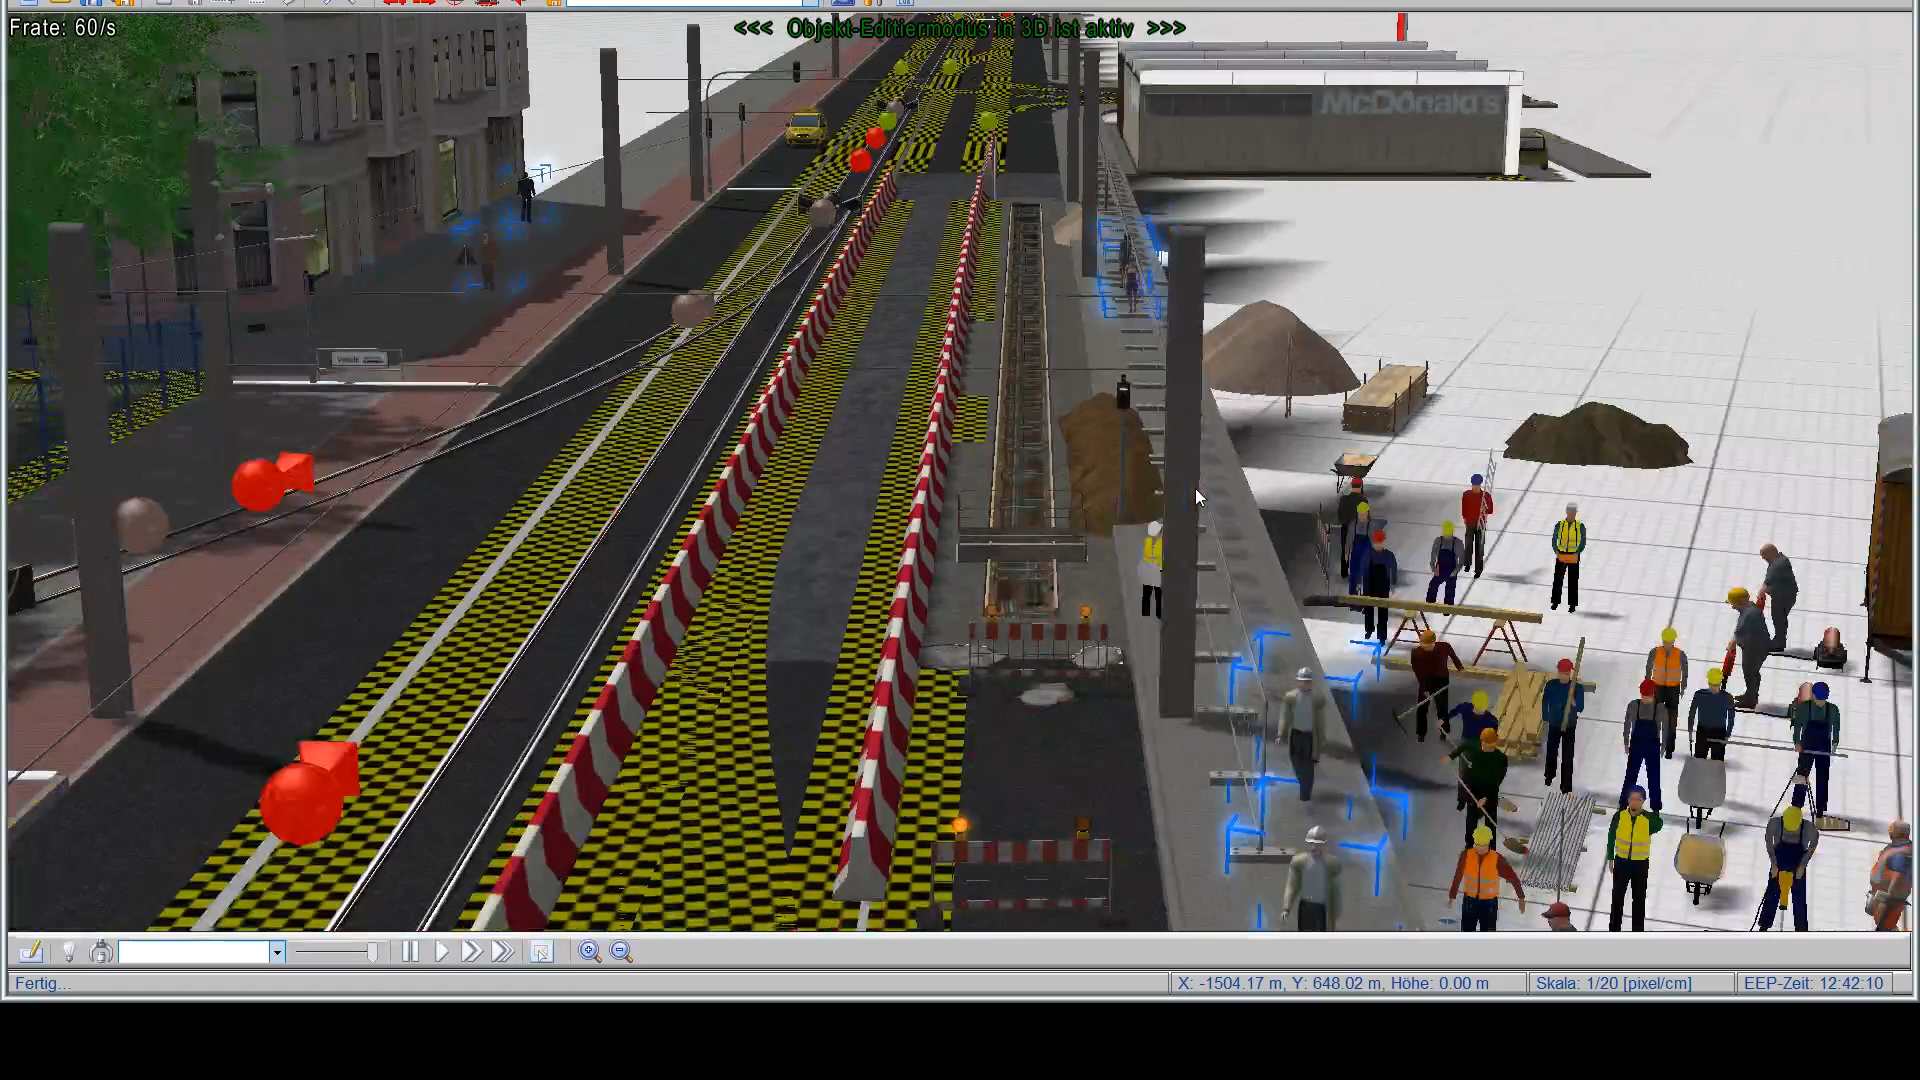 Frate: 60/s
<<< Objekt-Editiermodus in 3D ist aktiv >>>
McDonald's
Fertig...
X: -1504.17 m, Y: 648.02 m, Höhe: 0.00 m
Skala: 1/20 [pixel/cm]
EEP-Zeit: 12:42:10